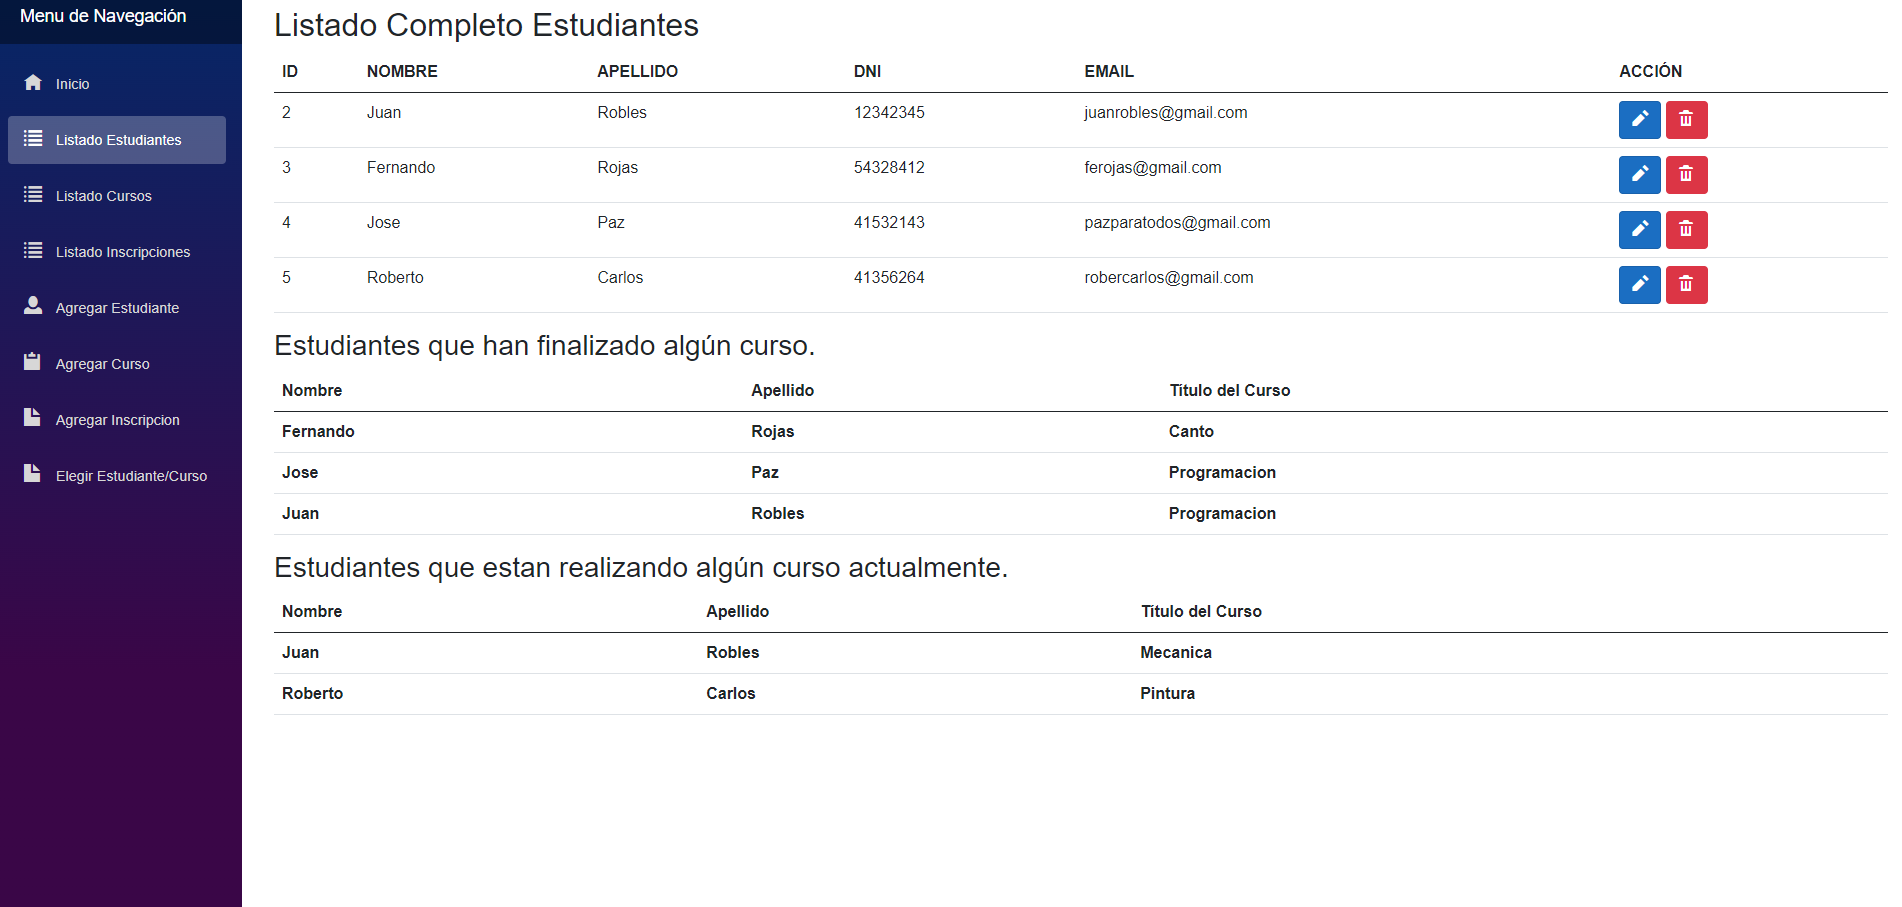 Menu de Navegación
Inicio
Listado Estudiantes
Listado Cursos
Listado Inscripciones
Agregar Estudiante
Agregar Curso
Agregar Inscripcion
Elegir Estudiante/Curso
Listado Completo Estudiantes
ID NOMBRE APELLIDO DNI EMAIL ACCIÓN
2 Juan Robles 12342345 juanrobles@gmail.com
3 Fernando Rojas 54328412 ferojas@gmail.com
4 Jose Paz 41532143 pazparatodos@gmail.com
5 Roberto Carlos 41356264 robercarlos@gmail.com
Estudiantes que han finalizado algún curso.
Nombre Apellido Título del Curso
Fernando Rojas Canto
Jose Paz Programacion
Juan Robles Programacion
Estudiantes que estan realizando algún curso actualmente.
Nombre Apellido Título del Curso
Juan Robles Mecanica
Roberto Carlos Pintura